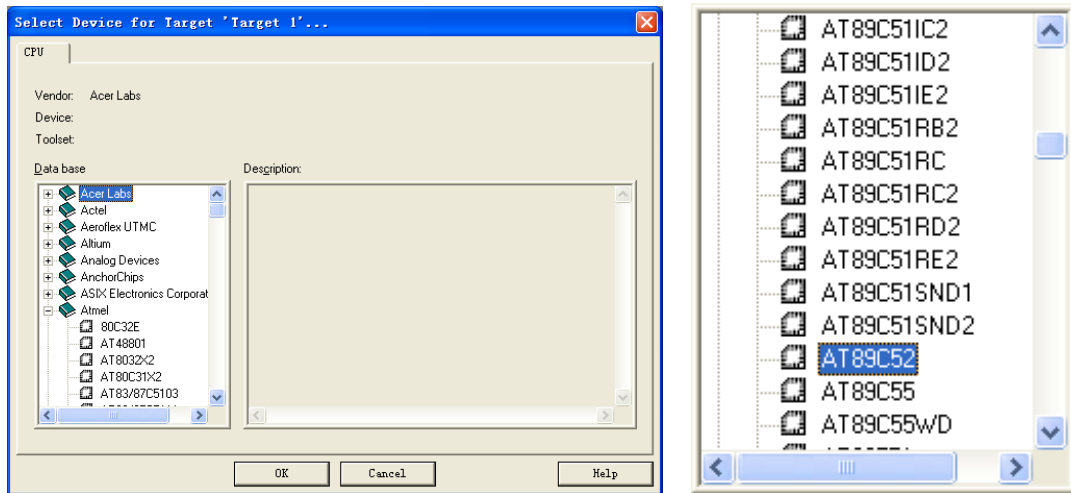 Select Device for Target 'Target 1'...
CPU
Vendor: Acer Labs
Device:
Toolset:
Data base
Description:
Acer Labs
Actel
Aeroflex UTMC
Altium
Analog Devices
AnchorChips
ASIX Electronics Corporat
Atmel
80C32E
AT48801
AT8032X2
AT80C31X2
AT83/87C5103
OK
Cancel
Help
AT89C51IC2
AT89C51ID2
AT89C51IE2
AT89C51RB2
AT89C51RC
AT89C51RC2
AT89C51RD2
AT89C51RE2
AT89C51SND1
AT89C51SND2
AT89C52
AT89C55
AT89C55WD